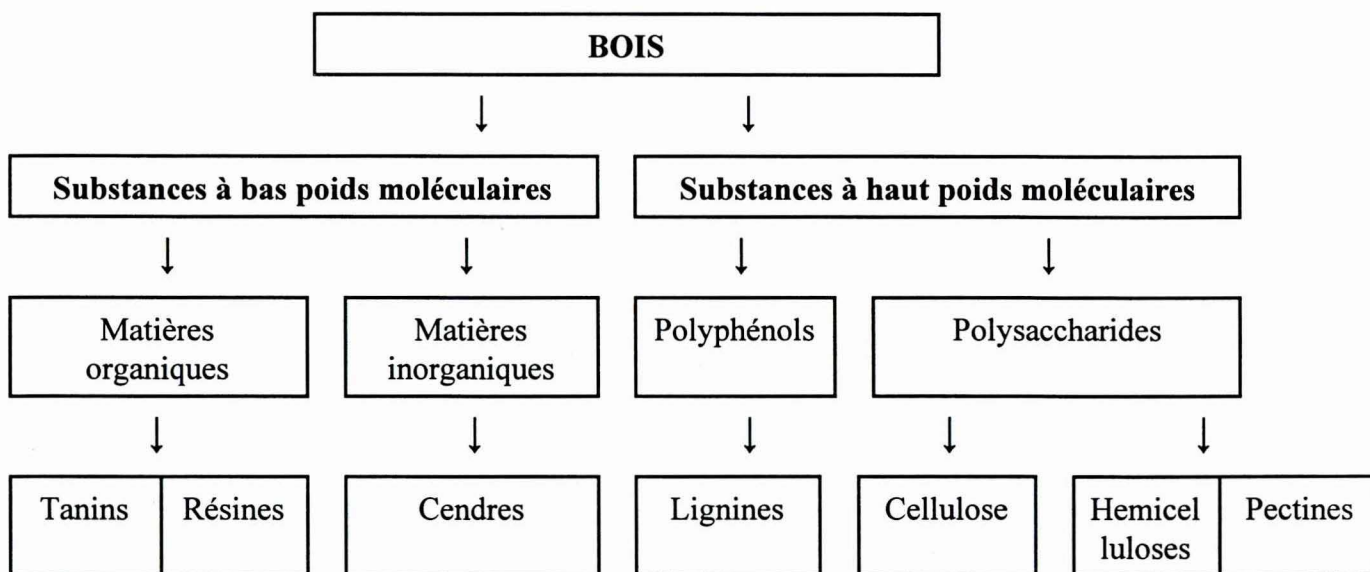 BOIS
Substances à bas poids moléculaires
Substances à haut poids moléculaires
Matières
organiques
Matières
inorganiques
Polyphénols
Polysaccharides
Tanins
Résines
Cendres
Lignines
Cellulose
Hemicel
luloses
Pectines